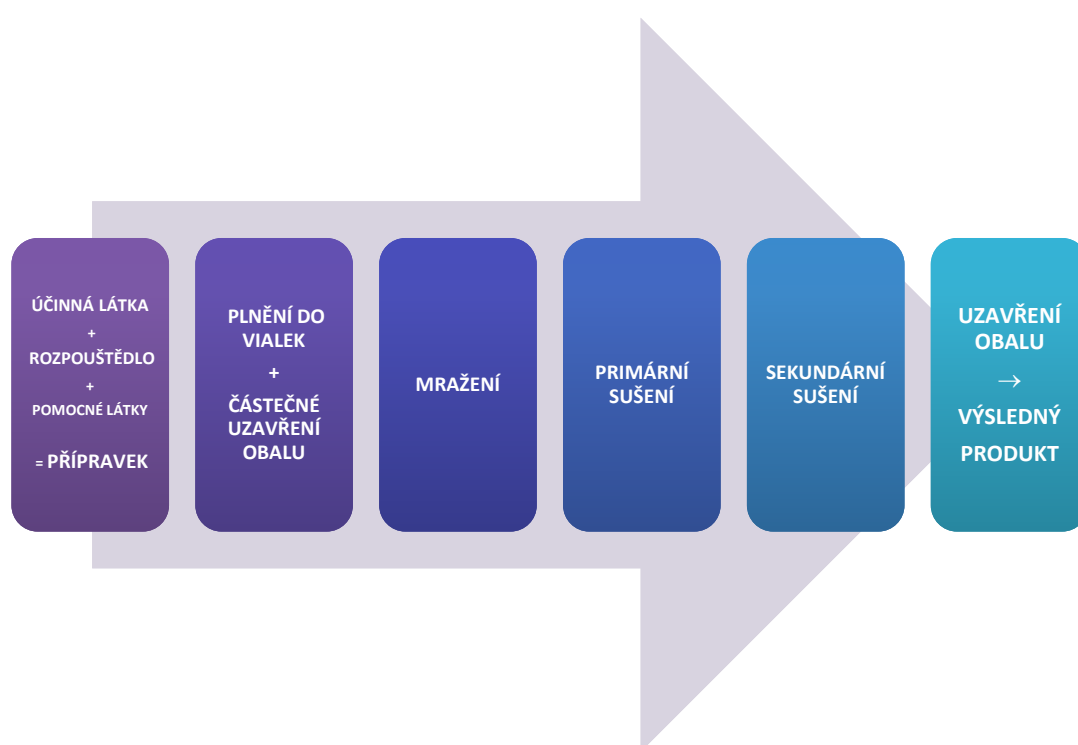 ÚČINNÁ LÁTKA
+
ROZPOUŠTĚDLO
+
POMOCNÉ LÁTKY
= PŘÍPRAVEK
PLNĚNÍ DO
VIALEK
+
ČÁSTEČNÉ
UZAVŘENÍ
OBALU
MRAŽENÍ
PRIMÁRNÍ
SUŠENÍ
SEKUNDÁRNÍ
SUŠENÍ
UZAVŘENÍ
OBALU
→
VÝSLEDNÝ
PRODUKT